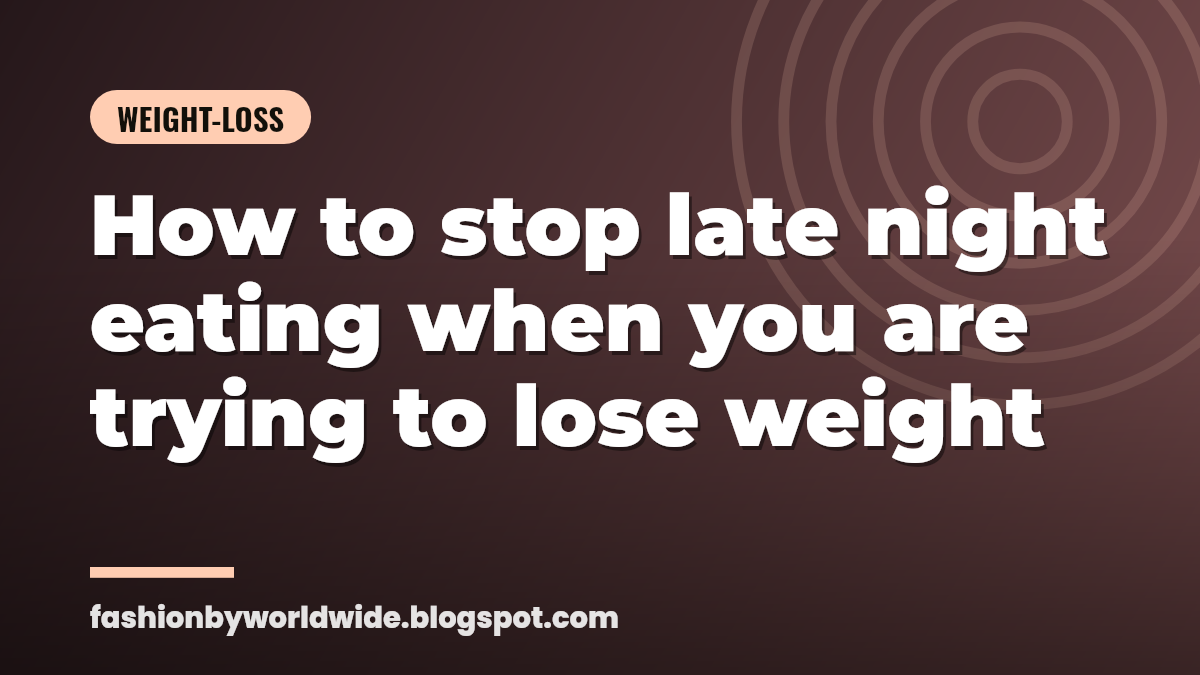 WEIGHT-LOSS
How to stop late night
eating when you are
trying to lose weight
fashionbyworldwide.blogspot.com